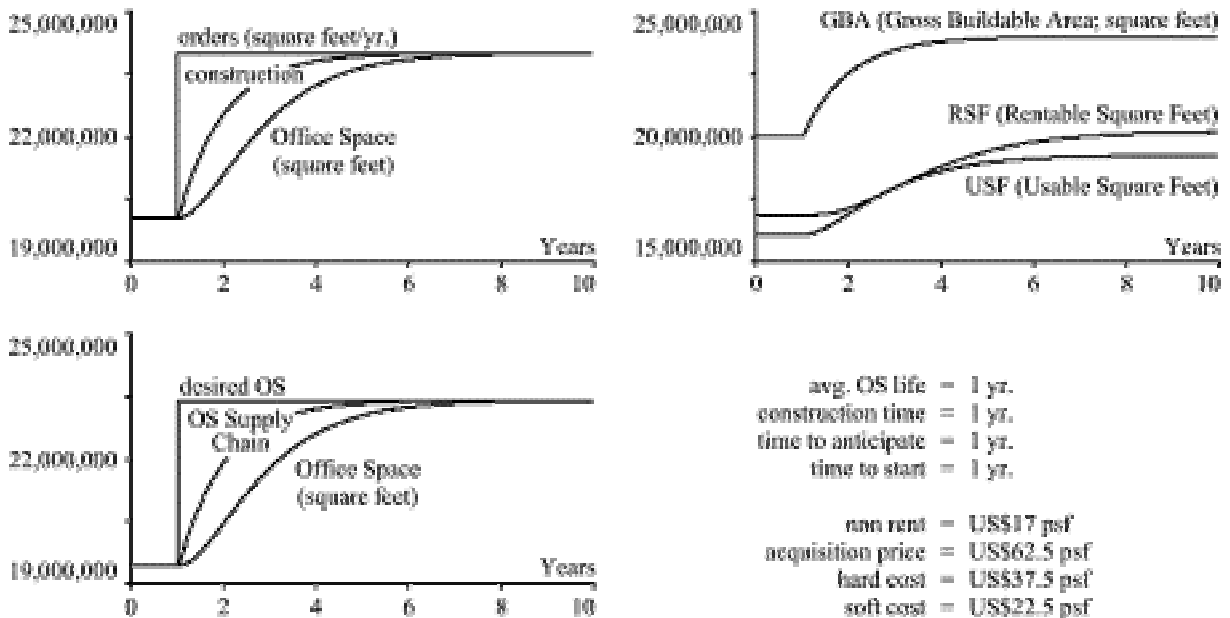 25,000,000
orders (square feet/yr.)
construction
22,000,000
Office Space
(square feet)
19,000,000
Years
0 2 4 6 8 10
25,000,000
GBA (Gross Buildable Area; square feet)
RSF (Rentable Square Feet)
20,000,000
USF (Usable Square Feet)
15,000,000
Years
0 2 4 6 8 10
25,000,000
desired OS
OS Supply
Chain
22,000,000
Office Space
(square feet)
19,000,000
Years
0 2 4 6 8 10
avg. OS life = 1 yr.
construction time = 1 yr.
time to anticipate = 1 yr.
time to start = 1 yr.
nnn rent = US$17 psf
acquisition price = US$62.5 psf
hard cost = US$37.5 psf
soft cost = US$22.5 psf